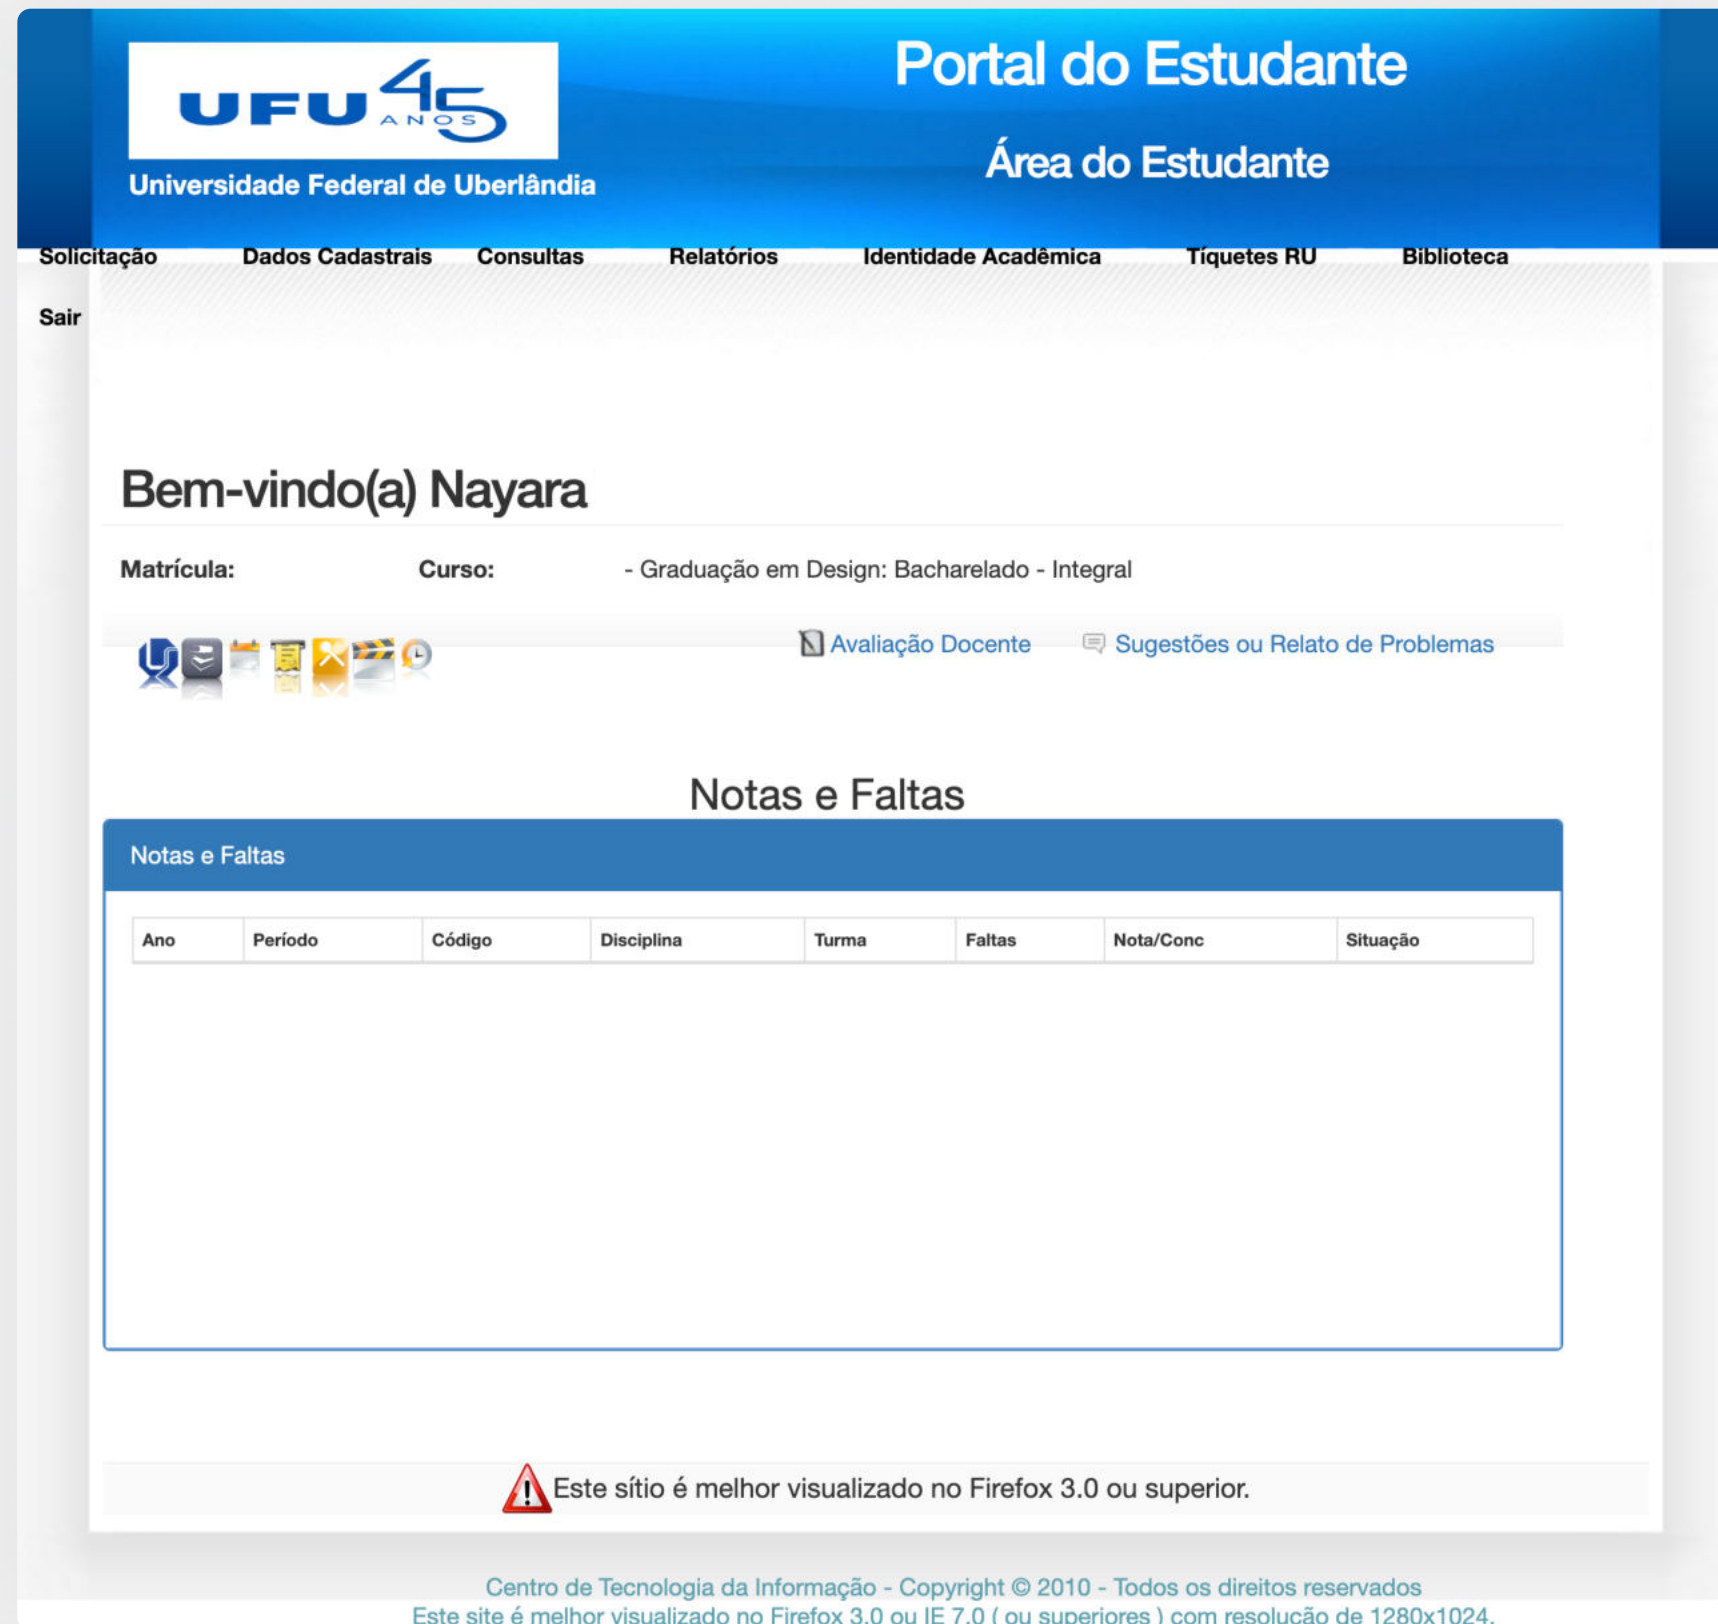 UFU 45 ANOS
Universidade Federal de Uberlândia
Portal do Estudante
Área do Estudante
Solicitação Dados Cadastrais Consultas Relatórios Identidade Acadêmica Tíquetes RU Biblioteca
Sair
Bem-vindo(a) Nayara
Matrícula: Curso: - Graduação em Design: Bacharelado - Integral
Avaliação Docente Sugestões ou Relato de Problemas
Notas e Faltas
Notas e Faltas
Ano Período Código Disciplina Turma Faltas Nota/Conc Situação
Este sítio é melhor visualizado no Firefox 3.0 ou superior.
Centro de Tecnologia da Informação - Copyright © 2010 - Todos os direitos reservados
Este site é melhor visualizado no Firefox 3.0 ou IE 7.0 ( ou superiores ) com resolução de 1280x1024.